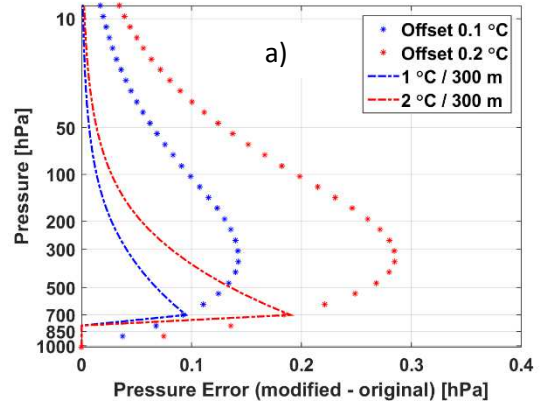 a)
Offset 0.1 °C
Offset 0.2 °C
1 °C / 300 m
2 °C / 300 m
Pressure [hPa]
10
50
100
200
300
500
700
850
1000
0
0.1
0.2
0.3
0.4
Pressure Error (modified - original) [hPa]